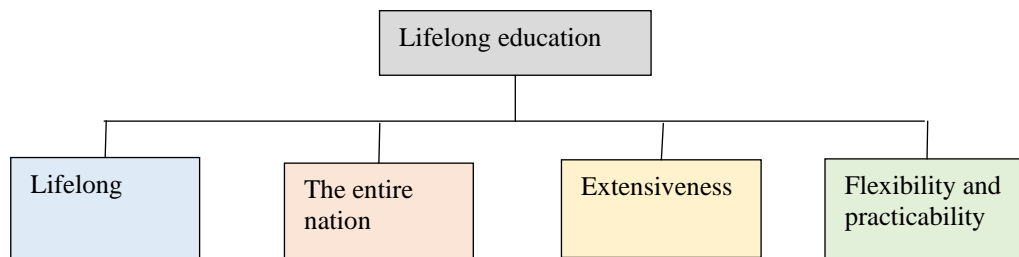 Lifelong education
Lifelong
The entire
nation
Extensiveness
Flexibility and
practicability